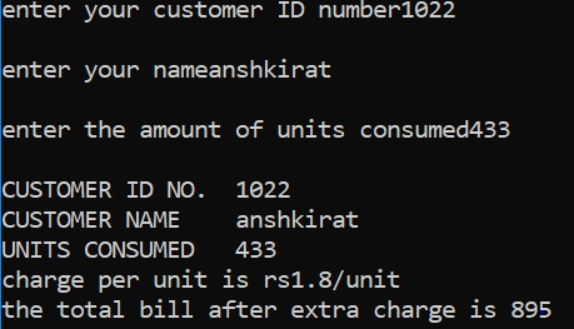 enter your customer ID number1022
enter your nameanshkirat
enter the amount of units consumed433
CUSTOMER ID NO.  1022
CUSTOMER NAME    anshkirat
UNITS CONSUMED   433
charge per unit is rs1.8/unit
the total bill after extra charge is 895